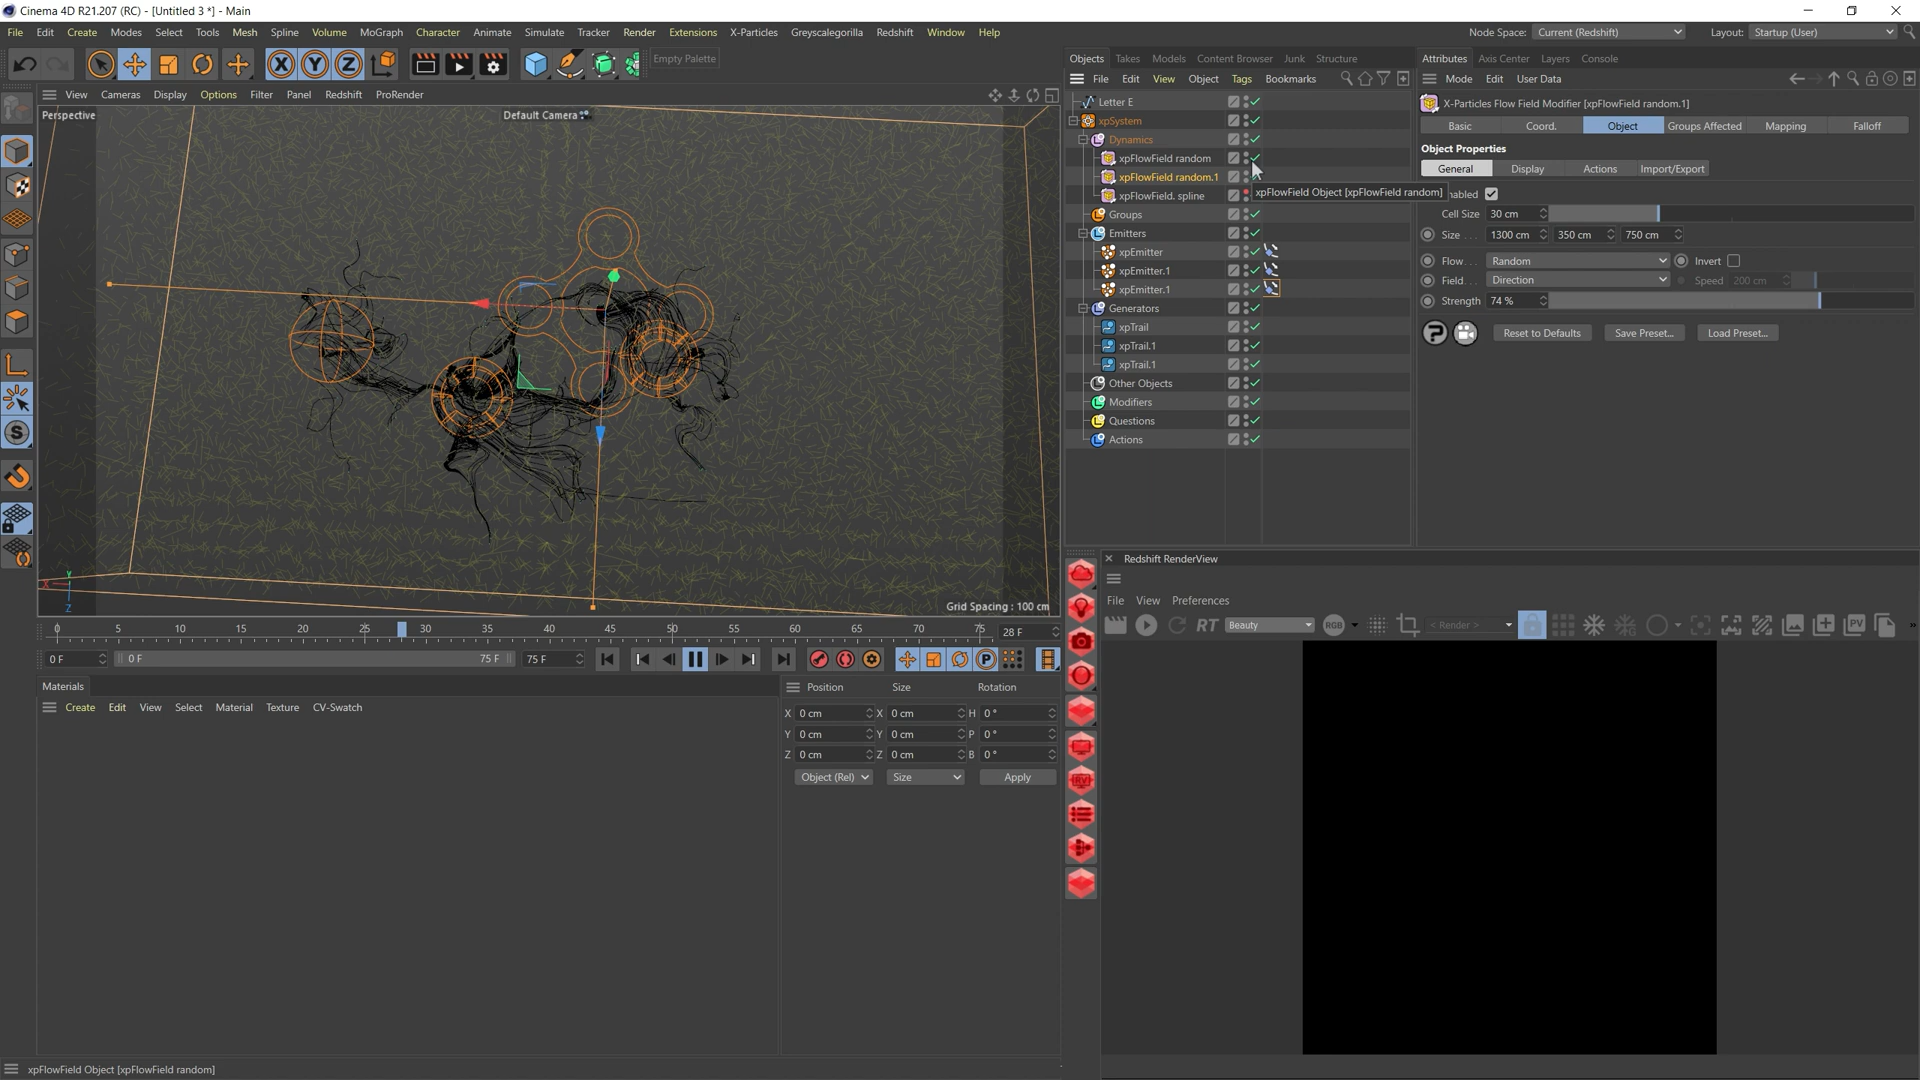 Cinema 4D R21.207 (RC) - [Untitled 3 *] - Main
File Edit Create Modes Select Tools Mesh Spline Volume MoGraph Character Animate Simulate Tracker Render Extensions X-Particles Greyscalegorilla Redshift Window Help
Node Space: Current (Redshift) Layout: Startup (User)
Empty Palette
View Cameras Display Options Filter Panel Redshift ProRender
Perspective
Default Camera
Grid Spacing : 100 cm
Objects Takes Models Content Browser Junk Structure
File Edit View Object Tags Bookmarks
Letter E
xpSystem
Dynamics
xpFlowField random
xpFlowField random.1
xpFlowField. spline
xpFlowField Object [xpFlowField random]
Groups
Emitters
xpEmitter
xpEmitter.1
xpEmitter.1
Generators
xpTrail
xpTrail.1
xpTrail.1
Other Objects
Modifiers
Questions
Actions
Attributes Axis Center Layers Console
Mode Edit User Data
X-Particles Flow Field Modifier [xpFlowField random.1]
Basic Coord. Object Groups Affected Mapping Falloff
Object Properties
General Display Actions Import/Export
nabled
Cell Size 30 cm
Size . . . 1300 cm 350 cm 750 cm
Flow. . . Random Invert
Field. . . Direction Speed 200 cm
Strength 74 %
Reset to Defaults Save Preset... Load Preset...
0 5 10 15 20 25 30 35 40 45 50 55 60 65 70 75 28 F
0 F 0 F 75 F 75 F
Materials
Create Edit View Select Material Texture CV-Swatch
Position Size Rotation
X 0 cm X 0 cm H 0 °
Y 0 cm Y 0 cm P 0 °
Z 0 cm Z 0 cm B 0 °
Object (Rel) Size Apply
Redshift RenderView
File View Preferences
RT Beauty RGB < Render > PV
RV
X Y Z
S
P
xpFlowField Object [xpFlowField random]